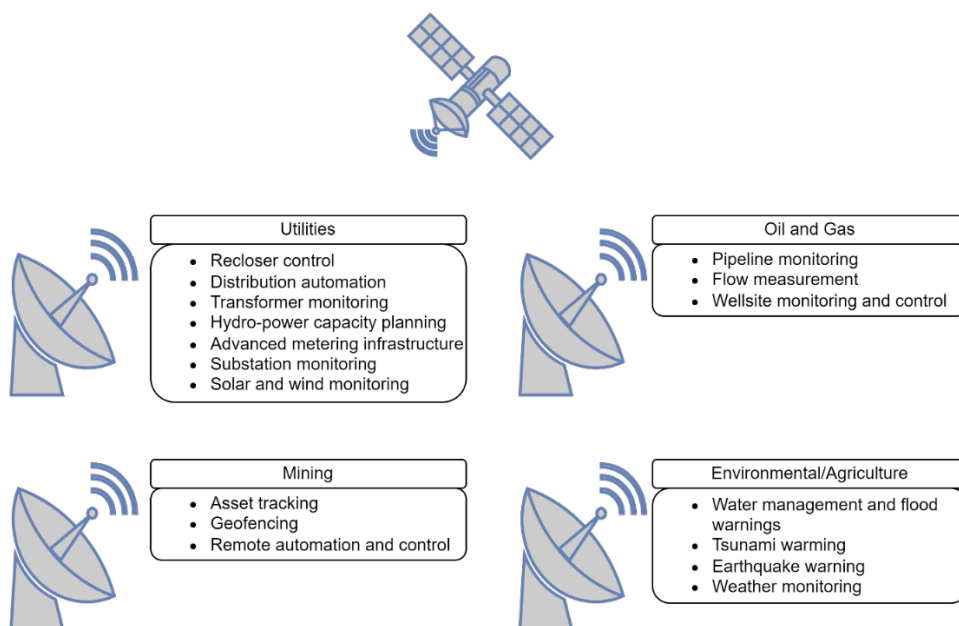 Utilities
• Recloser control
• Distribution automation
• Transformer monitoring
• Hydro-power capacity planning
• Advanced metering infrastructure
• Substation monitoring
• Solar and wind monitoring
Oil and Gas
• Pipeline monitoring
• Flow measurement
• Wellsite monitoring and control
Mining
• Asset tracking
• Geofencing
• Remote automation and control
Environmental/Agriculture
• Water management and flood
warnings
• Tsunami warming
• Earthquake warning
• Weather monitoring